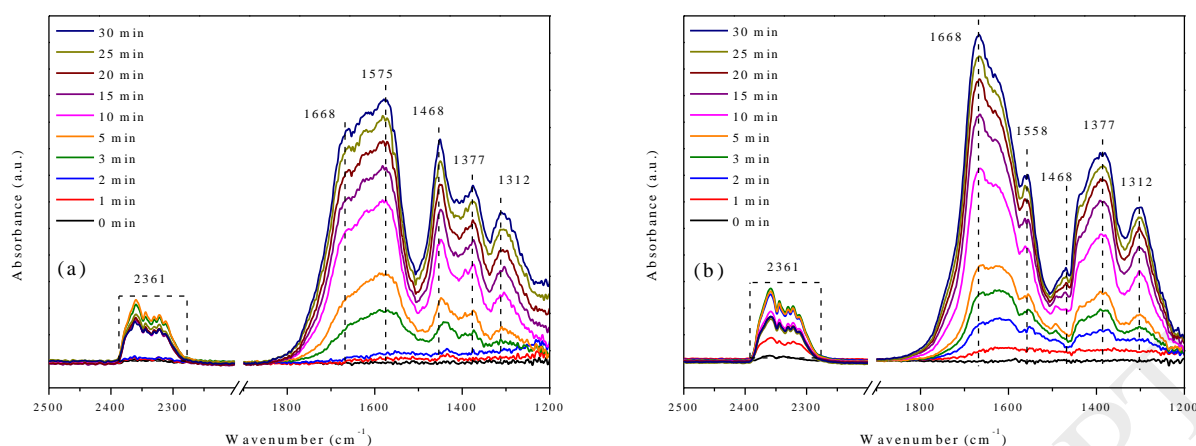 30 min
25 min
20 min
15 min
10 min
5 min
3 min
2 min
1 min
0 min
1575
1668
1468
1377
1312
(a)
2361
Absorbance (a.u.)
2500 2400 2300 1800 1600 1400 1200
Wavenumber (cm⁻¹)
30 min
25 min
20 min
15 min
10 min
5 min
3 min
2 min
1 min
0 min
1668
1558
1468
1377
1312
(b)
2361
Absorbance (a.u.)
2500 2400 2300 1800 1600 1400 1200
Wavenumber (cm⁻¹)
PT